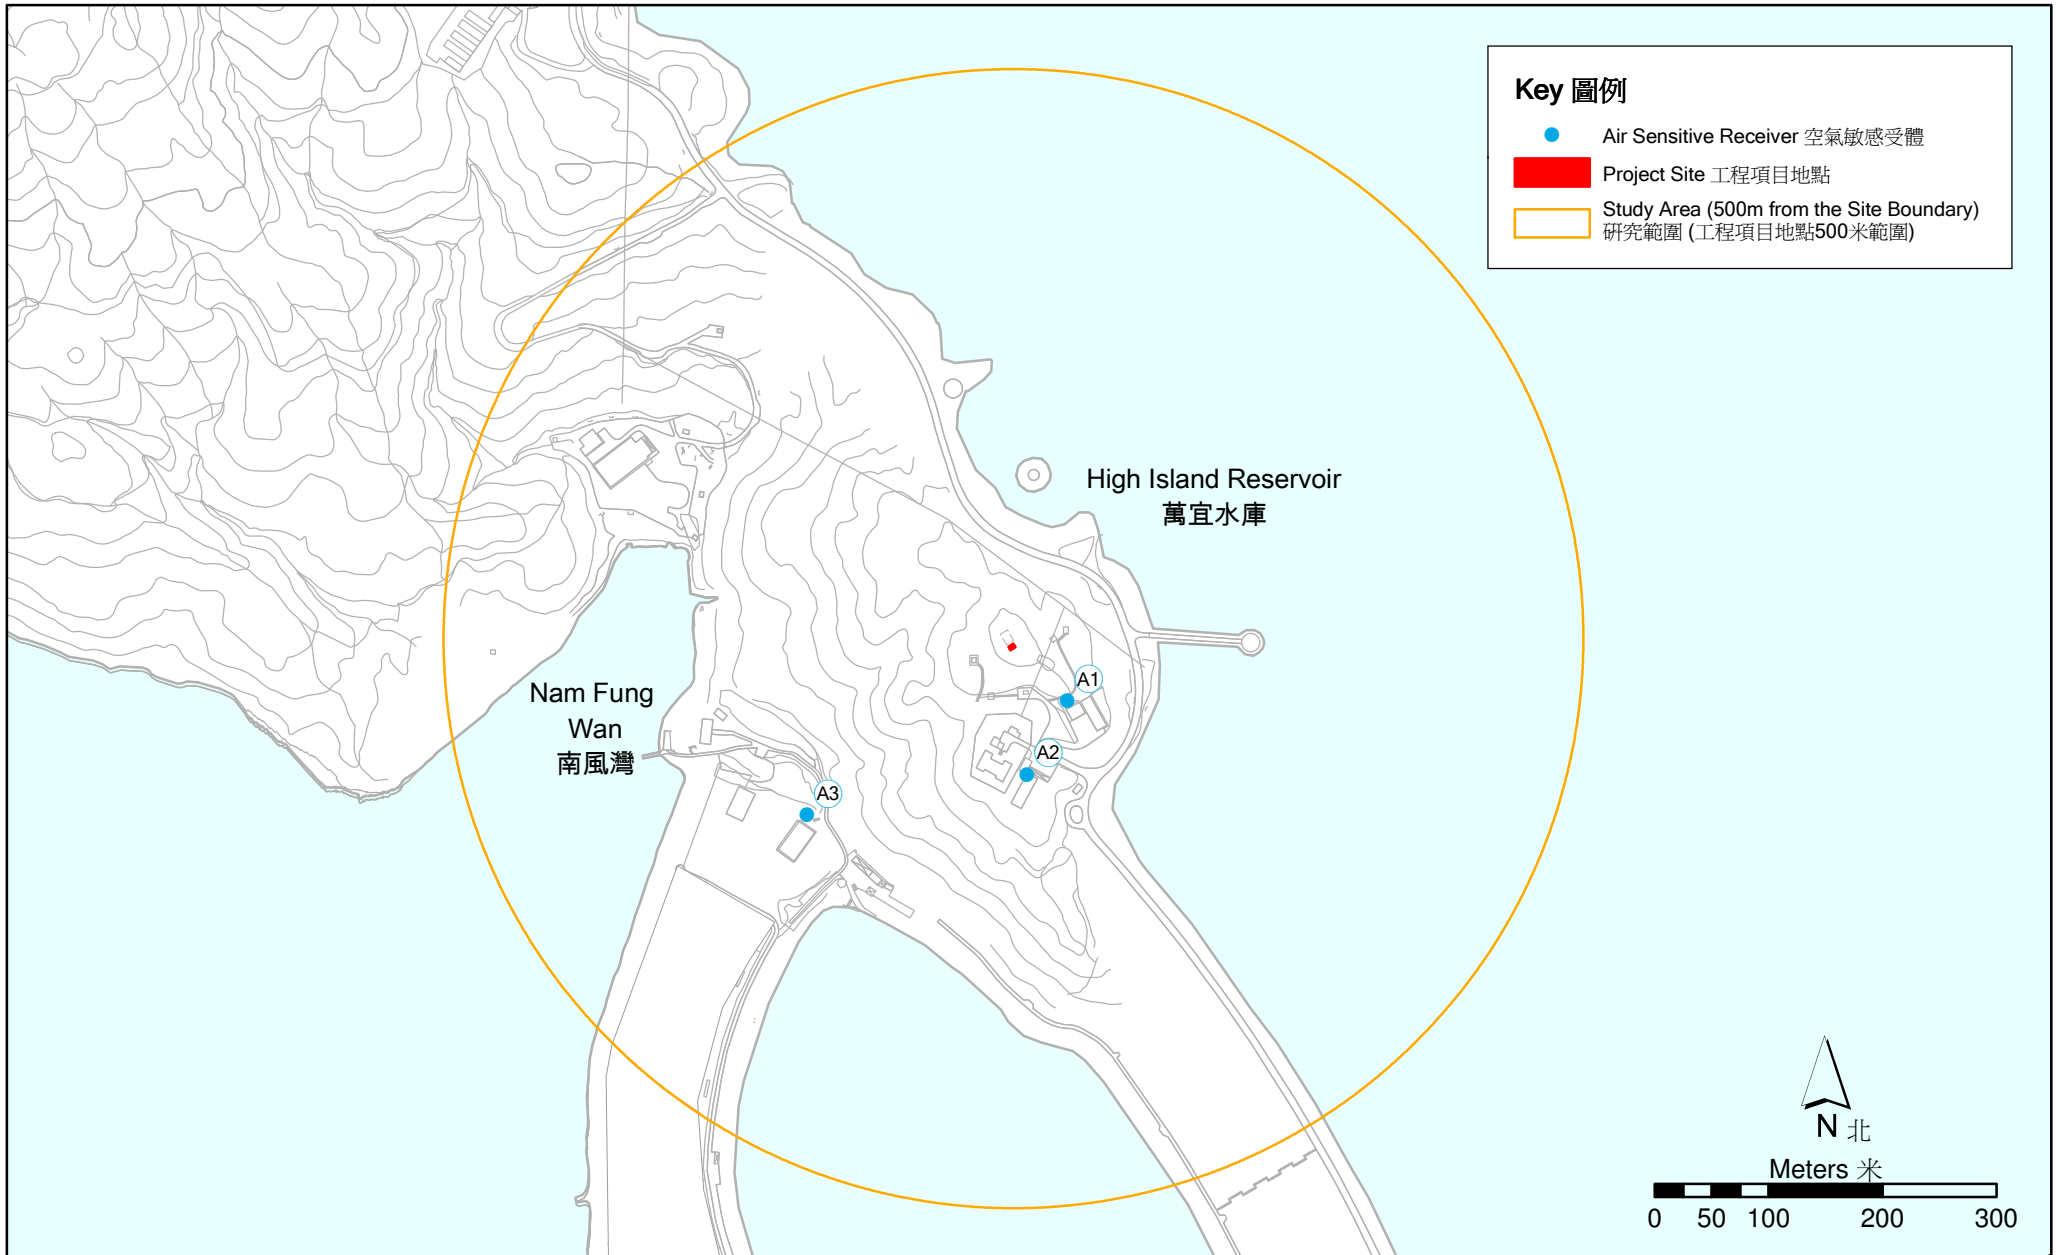 Key 圖例
Air Sensitive Receiver 空氣敏感受體
Project Site 工程項目地點
Study Area (500m from the Site Boundary)
研究範圍 (工程項目地點500米範圍)
High Island Reservoir
萬宜水庫
Nam Fung
Wan
南風灣
A1
A2
A3
N 北
Meters 米
0 50 100 200 300